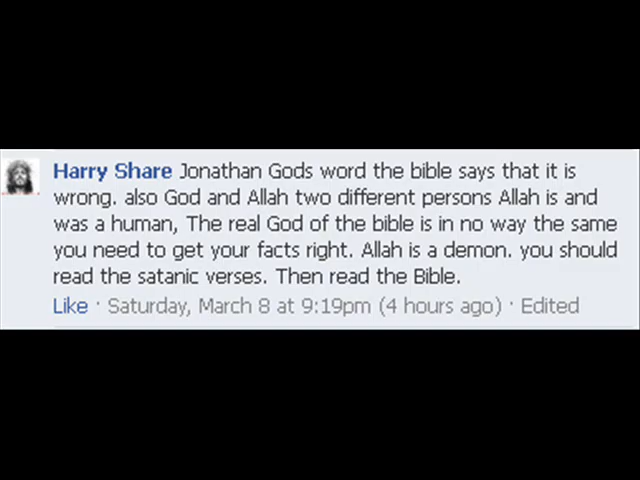 Harry Share Jonathan Gods word the bible says that it is
wrong. also God and Allah two different persons Allah is and
was a human, The real God of the bible is in no way the same
you need to get your facts right. Allah is a demon. you should
read the satanic verses. Then read the Bible.
Like · Saturday, March 8 at 9:19pm (4 hours ago) · Edited